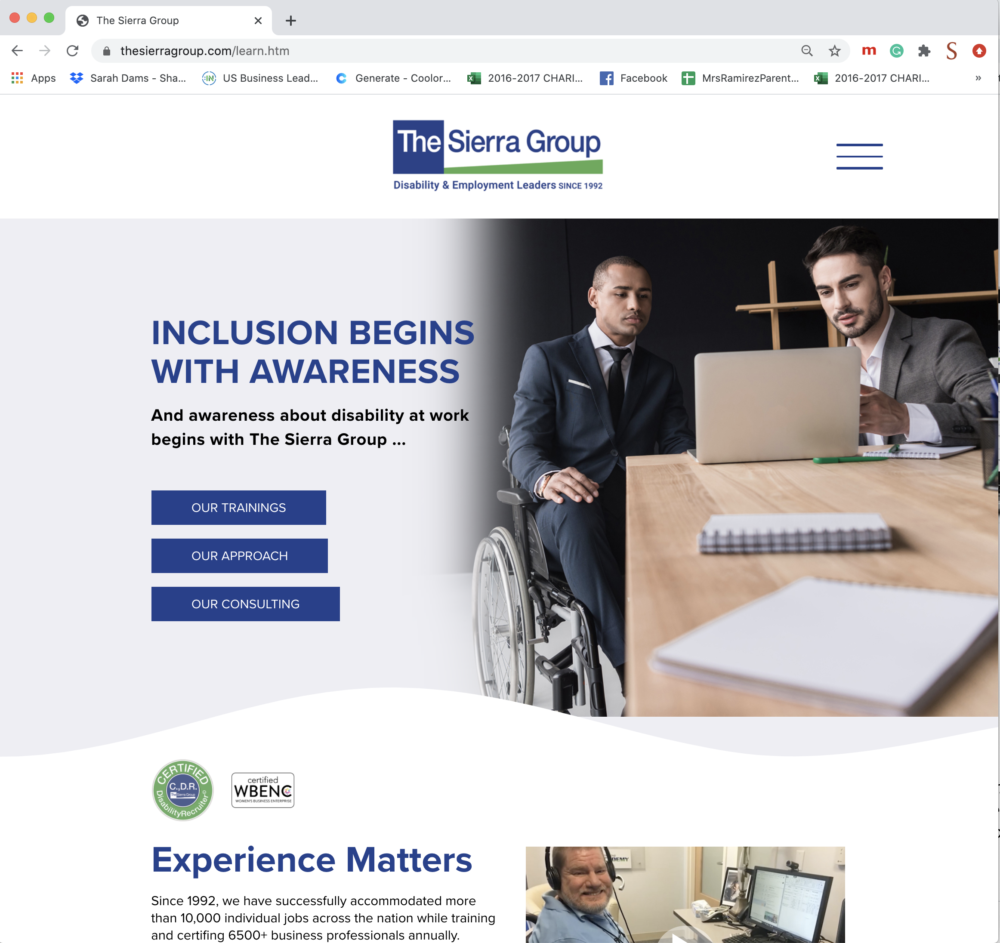 The Sierra Group
thesierragroup.com/learn.htm
m
G
S
Apps
Sarah Dams - Sha...
IN
US Business Lead...
C
Generate - Coolor...
X
2016-2017 CHARI...
f
Facebook
MrsRamirezParent...
X
2016-2017 CHARI...
»
The Sierra Group
Disability & Employment Leaders SINCE 1992
INCLUSION BEGINS
WITH AWARENESS
And awareness about disability at work
begins with The Sierra Group ...
OUR TRAININGS
OUR APPROACH
OUR CONSULTING
CERTIFIED
C.,D.R.
The Sierra Group
DisabilityRecruiter©
certified
WBENC
WOMEN'S BUSINESS ENTERPRISE
Experience Matters
Since 1992, we have successfully accommodated more
than 10,000 individual jobs across the nation while training
and certifing 6500+ business professionals annually.